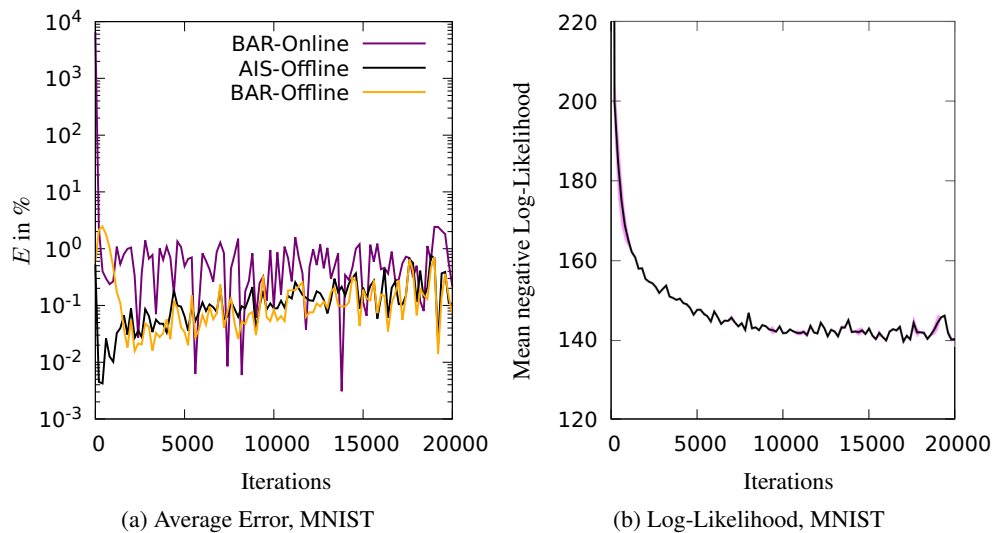 10^4
10^3
10^2
10^1
10^0
10^-1
10^-2
10^-3
E in %
BAR-Online
AIS-Offline
BAR-Offline
0 5000 10000 15000 20000
Iterations
(a) Average Error, MNIST
220
200
180
160
140
120
Mean negative Log-Likelihood
0 5000 10000 15000 20000
Iterations
(b) Log-Likelihood, MNIST